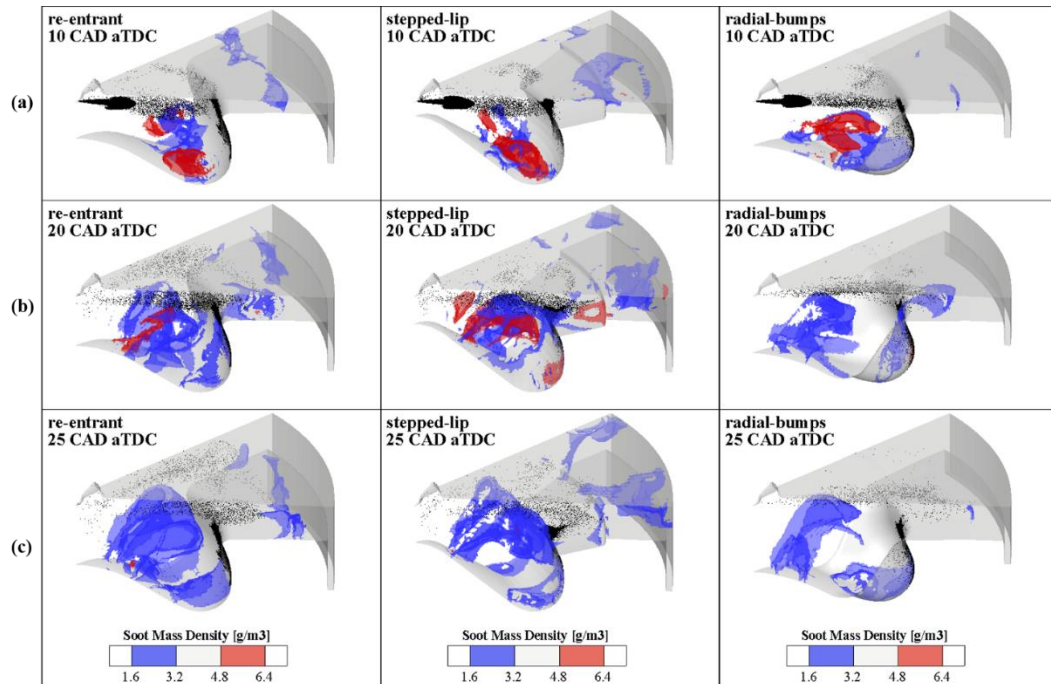 re-entrant
10 CAD aTDC
stepped-lip
10 CAD aTDC
radial-bumps
10 CAD aTDC
(a)
re-entrant
20 CAD aTDC
stepped-lip
20 CAD aTDC
radial-bumps
20 CAD aTDC
(b)
re-entrant
25 CAD aTDC
stepped-lip
25 CAD aTDC
radial-bumps
25 CAD aTDC
(c)
Soot Mass Density [g/m3]
1.6 3.2 4.8 6.4
Soot Mass Density [g/m3]
1.6 3.2 4.8 6.4
Soot Mass Density [g/m3]
1.6 3.2 4.8 6.4